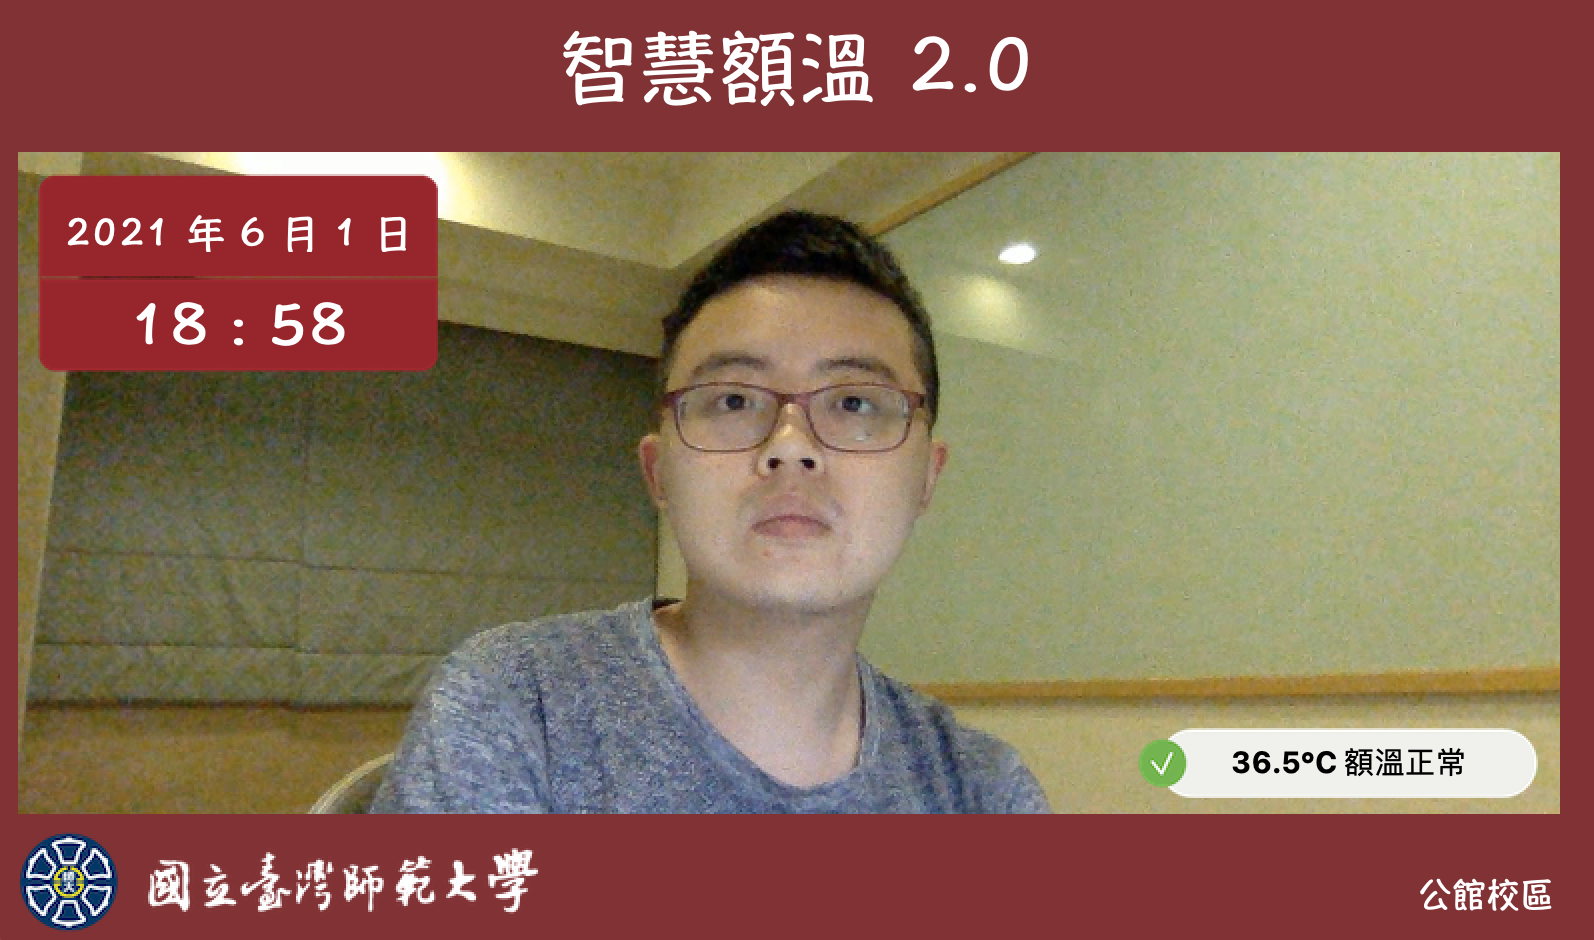 智慧額溫 2.0
2021 年 6 月 1 日
18 : 58
36.5°C 額溫正常
國立臺灣師範大學
公館校區